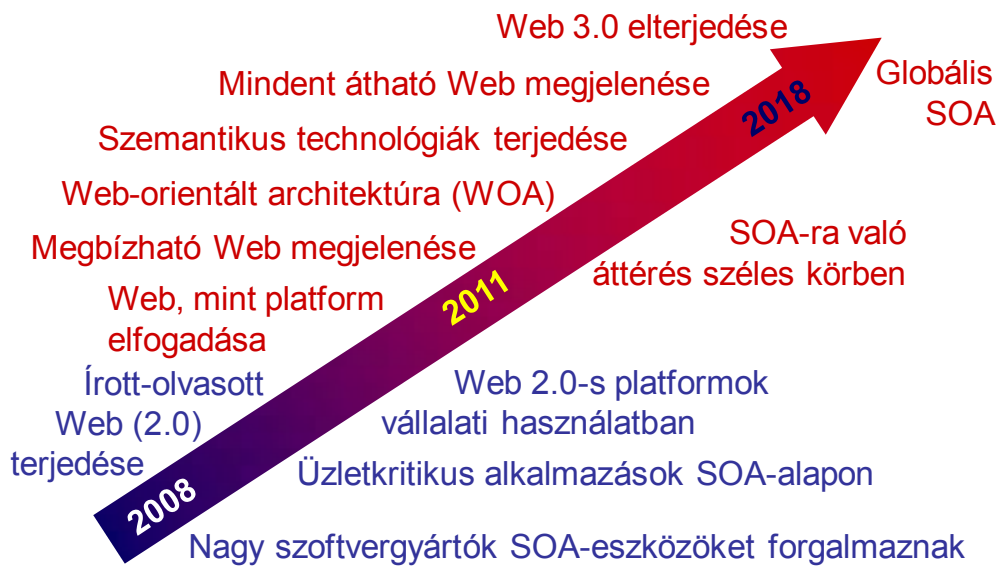 Web 3.0 elterjedése
Mindent átható Web megjelenése
Globális
SOA
2018
Szemantikus technológiák terjedése
Web-orientált architektúra (WOA)
Megbízható Web megjelenése
SOA-ra való
áttérés széles körben
Web, mint platform
elfogadása
2011
Írott-olvasott
Web (2.0)
terjedése
Web 2.0-s platformok
vállalati használatban
Üzletkritikus alkalmazások SOA-alapon
2008
Nagy szoftvergyártók SOA-eszközöket forgalmaznak